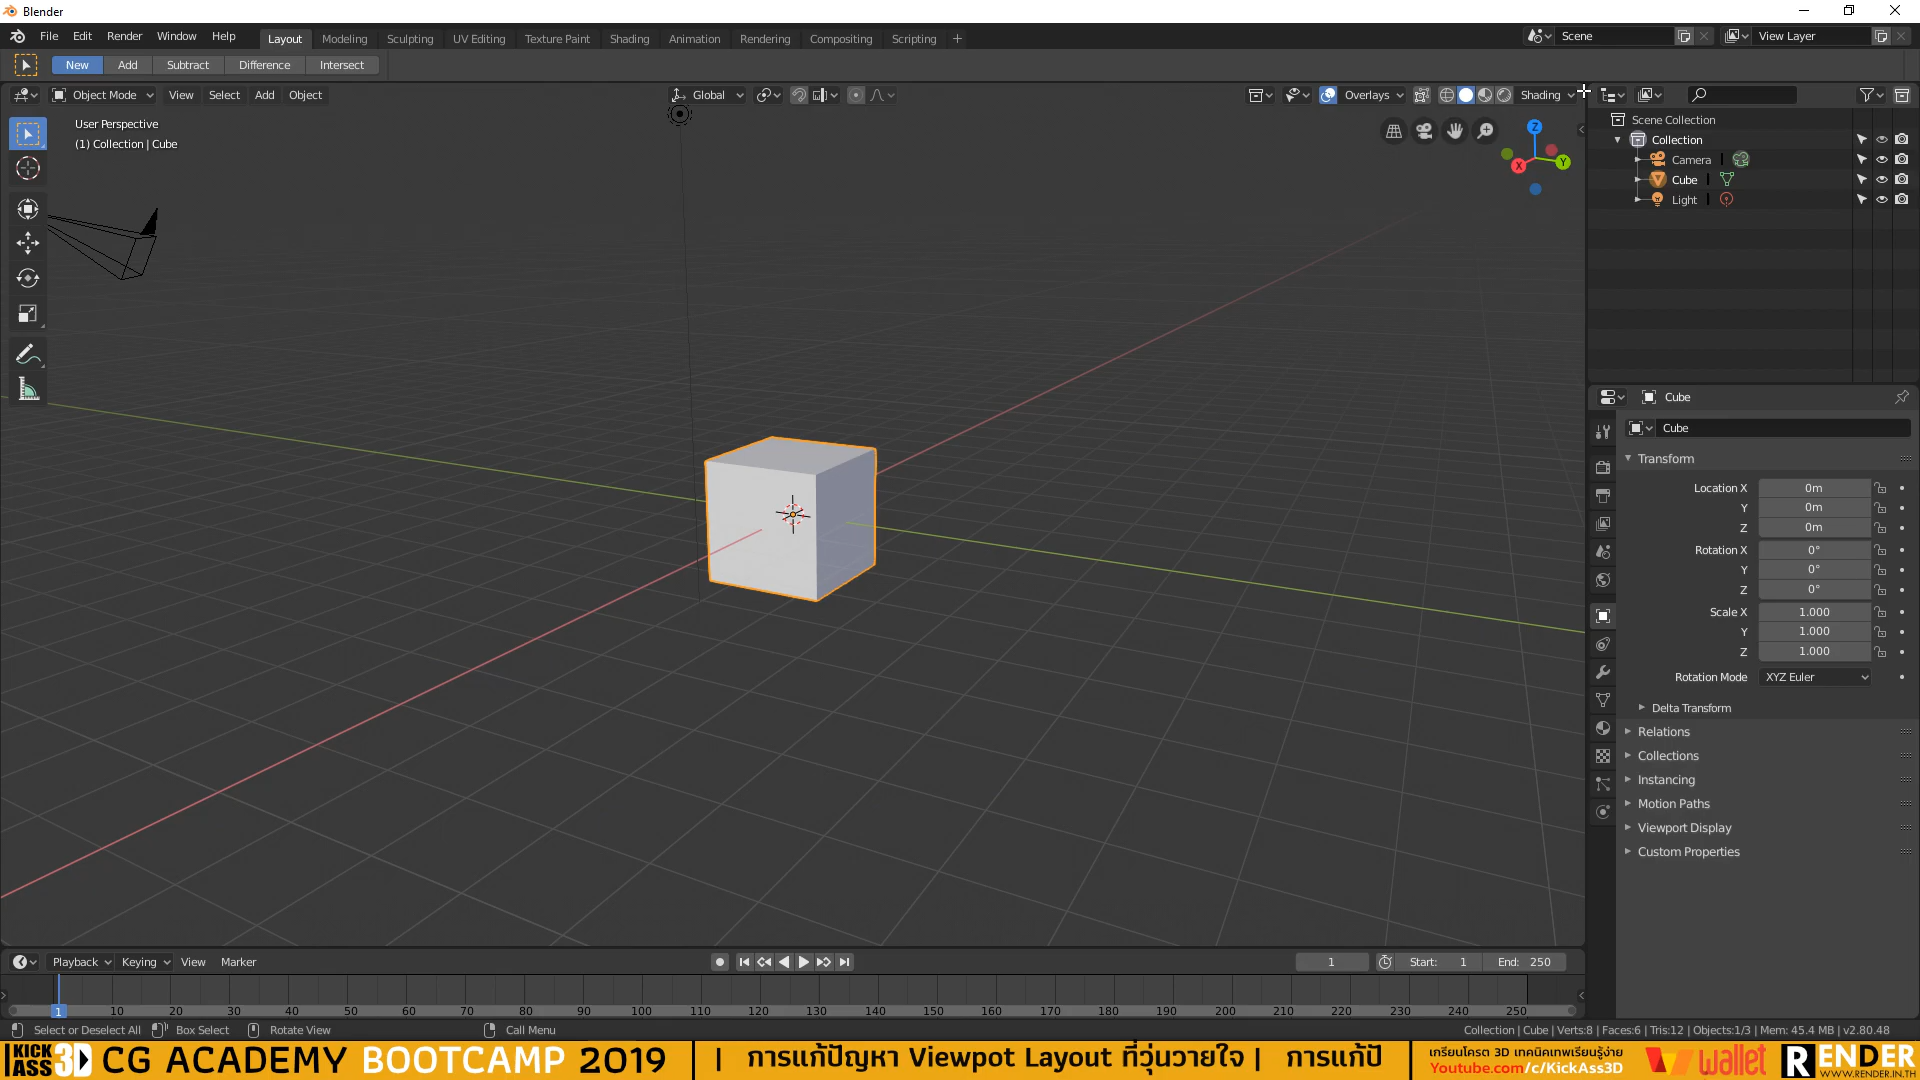 Blender
File Edit Render Window Help Layout Modeling Sculpting UV Editing Texture Paint Shading Animation Rendering Compositing Scripting + Scene View Layer
New Add Subtract Difference Intersect
Object Mode View Select Add Object Global Overlays Shading
User Perspective
(1) Collection | Cube
Z
Y
X
Scene Collection
Collection
Camera
Cube
Light
Cube
Cube
Transform
Location X 0m
Y 0m
Z 0m
Rotation X 0°
Y 0°
Z 0°
Scale X 1.000
Y 1.000
Z 1.000
Rotation Mode XYZ Euler
Delta Transform
Relations
Collections
Instancing
Motion Paths
Viewport Display
Custom Properties
Playback Keying View Marker 1 Start: 1 End: 250
1 10 20 30 40 50 60 70 80 90 100 110 120 130 140 150 160 170 180 190 200 210 220 230 240 250
Select or Deselect All Box Select Rotate View Call Menu Collection | Cube | Verts:8 | Faces:6 | Tris:12 | Objects:1/3 | Mem: 45.4 MB | v2.80.48
KICK ASS 3D CG ACADEMY BOOTCAMP 2019 | การแก้ปัญหา Viewpot Layout ที่วุ่นวายใจ | การแก้ปั
เกรียนโครต 3D เทคนิคเทพเรียนรู้ง่าย
Youtube.com/c/KickAss3D
wallet
RENDER
WWW.RENDER.IN.TH